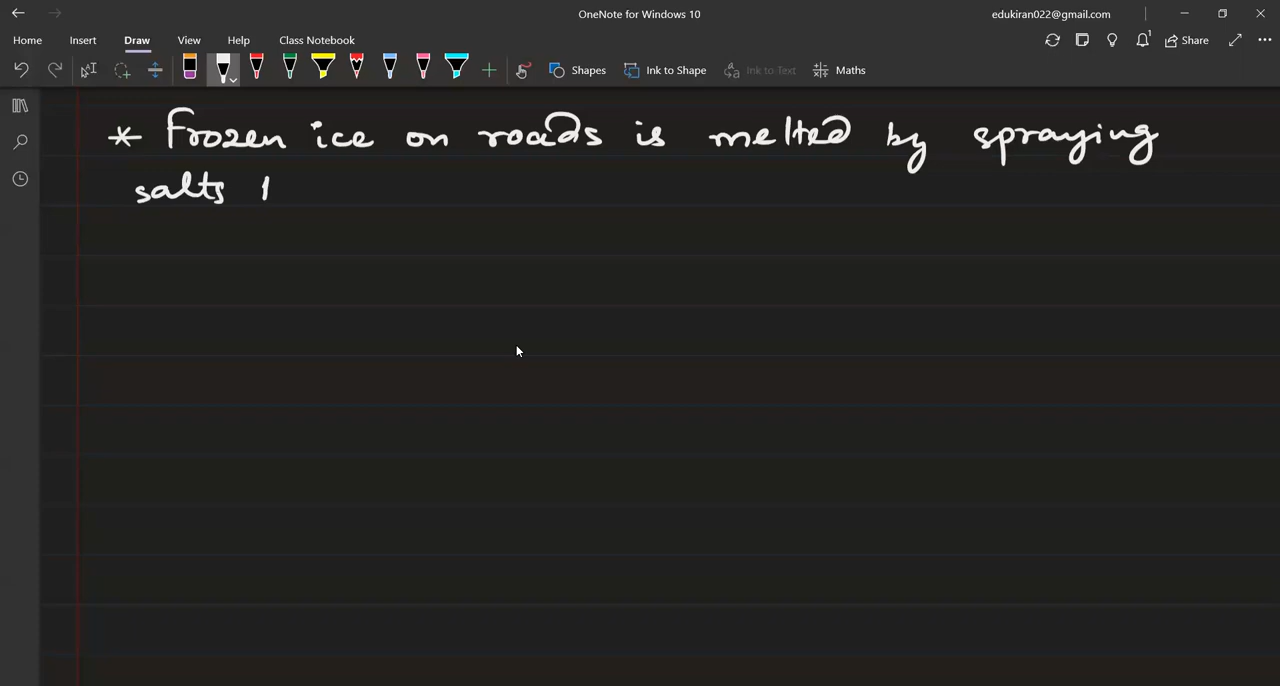 OneNote for Windows 10
edukiran022@gmail.com
Home Insert Draw View Help Class Notebook
Share
Shapes Ink to Shape Ink to Text Maths
* Frozen ice on roads is melted by spraying
salts